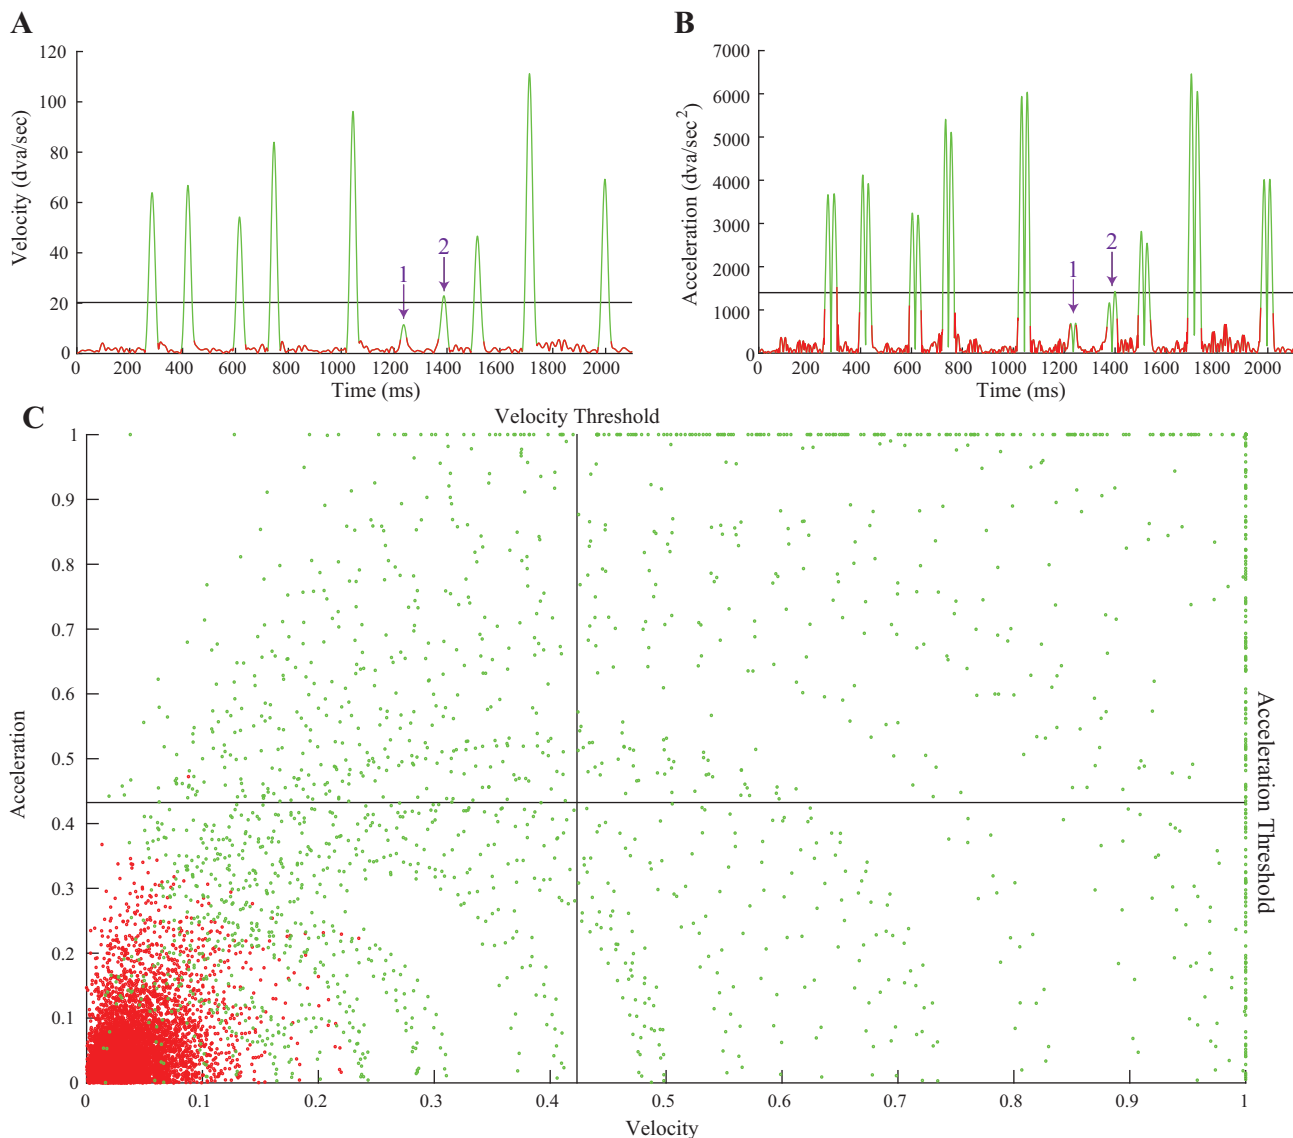 A
B
Velocity (dva/sec)
120
100
80
60
40
20
0
0 200 400 600 800 1000 1200 1400 1600 1800 2000
Time (ms)
1
2
Acceleration (dva/sec2)
7000
6000
5000
4000
3000
2000
1000
0
0 200 400 600 800 1000 1200 1400 1600 1800 2000
Time (ms)
1
2
C
Velocity Threshold
Acceleration
1
0.9
0.8
0.7
0.6
0.5
0.4
0.3
0.2
0.1
0
0 0.1 0.2 0.3 0.4 0.5 0.6 0.7 0.8 0.9 1
Velocity
Acceleration Threshold